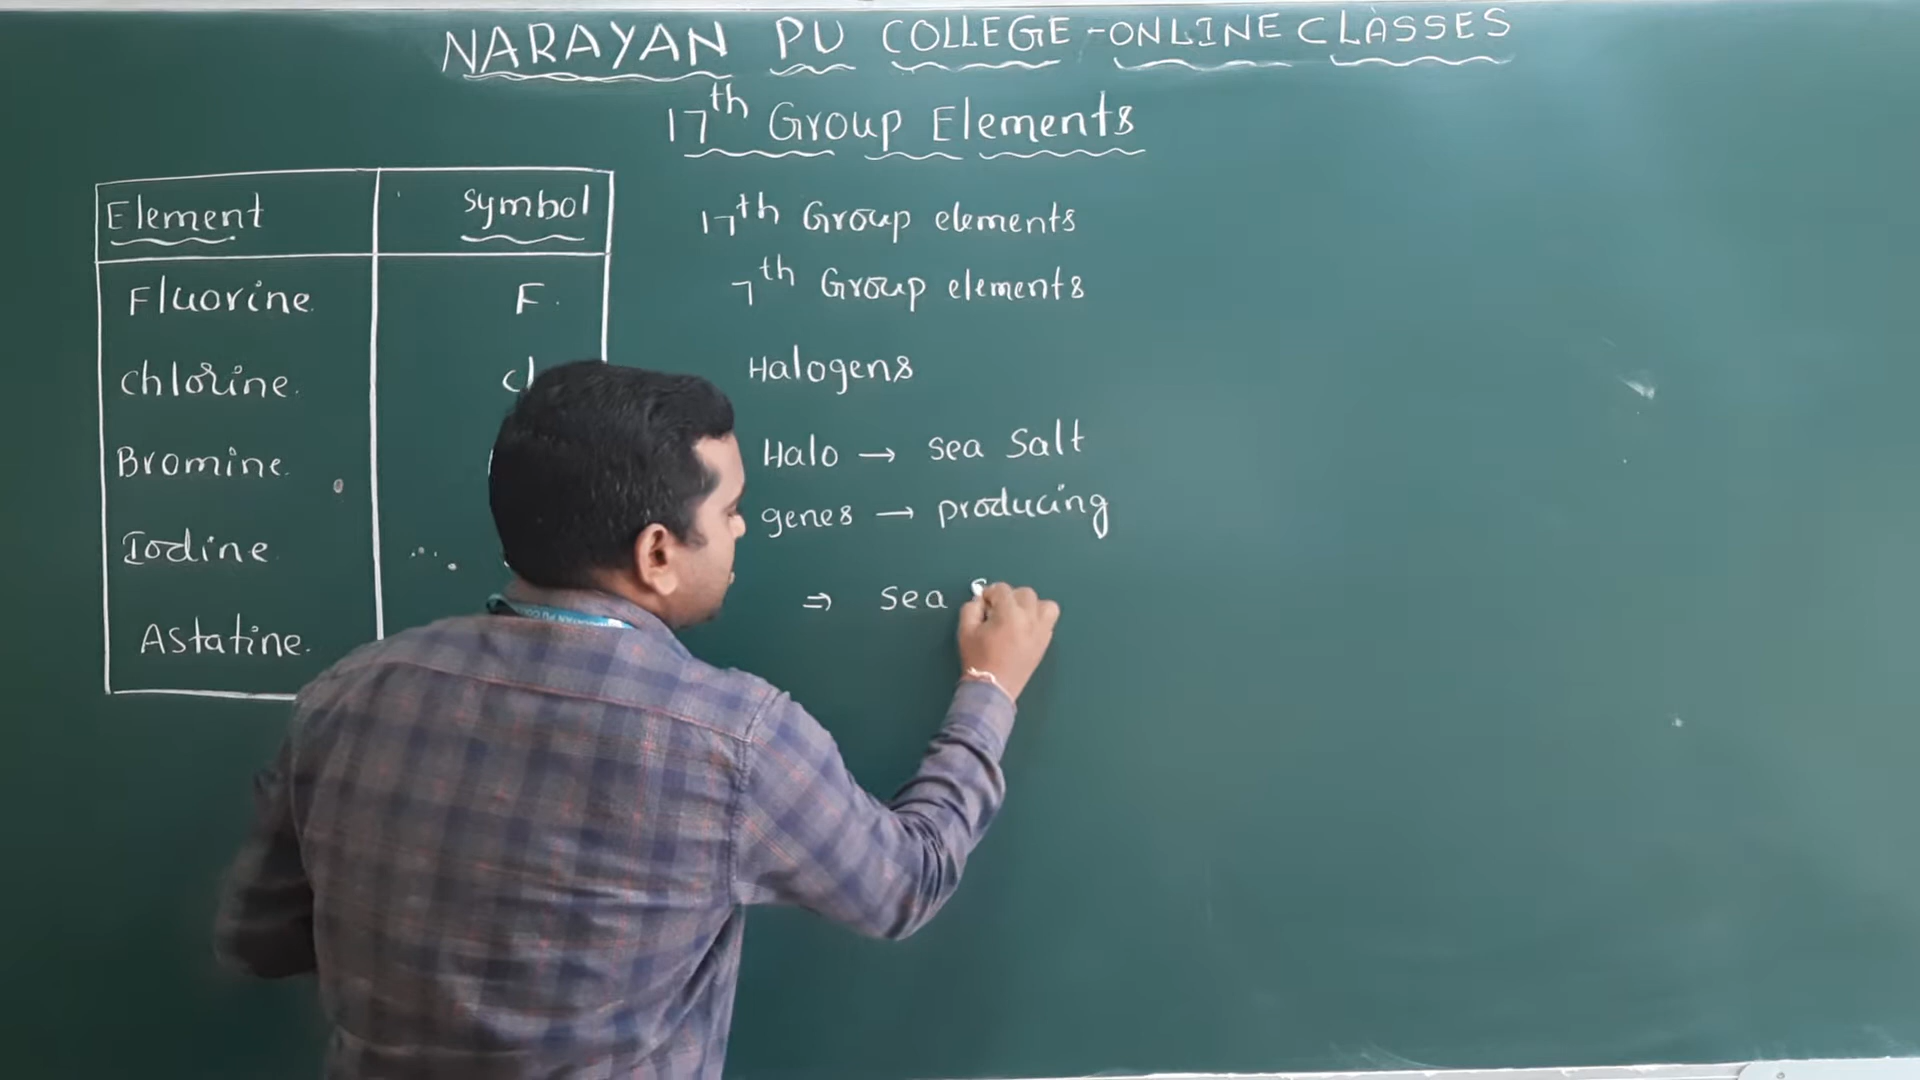 NARAYAN PU COLLEGE - ONLINE CLASSES
17th Group Elements
Element symbol
Fluorine. F.
chlorine. cl
Bromine.
Iodine
Astatine.
17th Group elements
7th Group elements
Halogens
Halo → sea Salt
genes → producing
⇒ sea s